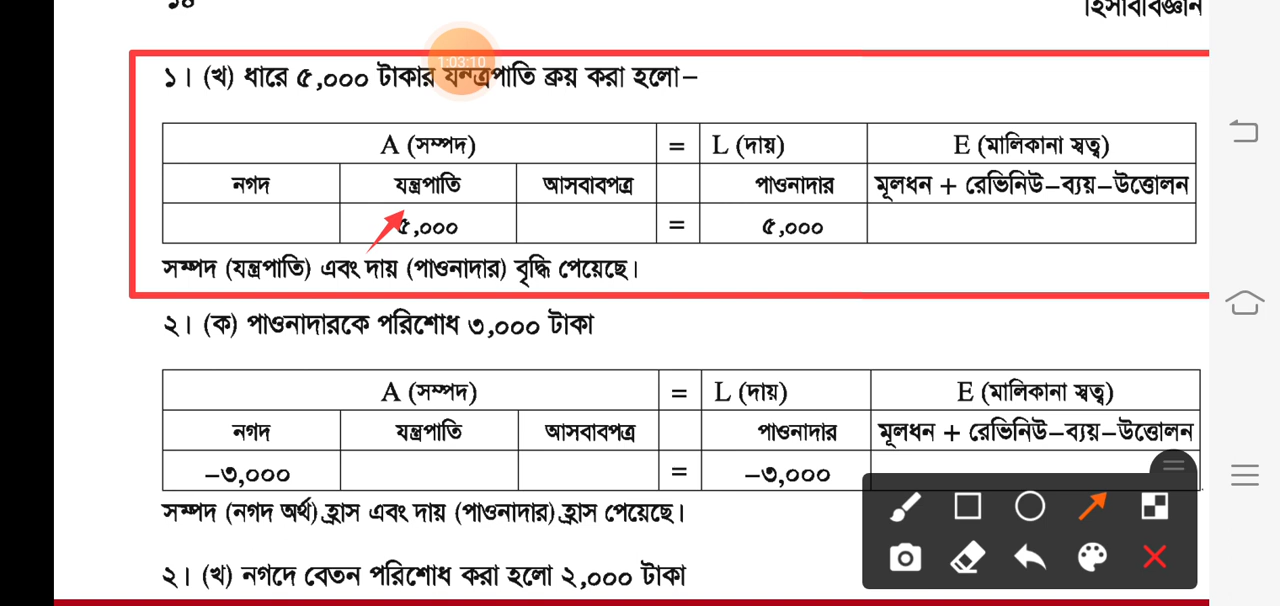 হিসাববিজ্ঞান
1:03:10
১। (খ) ধারে ৫,০০০ টাকার যন্ত্রপাতি ক্রয় করা হলো–
A (সম্পদ) = L (দায়) E (মালিকানা স্বত্ব)
নগদ যন্ত্রপাতি আসবাবপত্র পাওনাদার মূলধন + রেভিনিউ–ব্যয়–উত্তোলন
৫,০০০ = ৫,০০০
সম্পদ (যন্ত্রপাতি) এবং দায় (পাওনাদার) বৃদ্ধি পেয়েছে।
২। (ক) পাওনাদারকে পরিশোধ ৩,০০০ টাকা
A (সম্পদ) = L (দায়) E (মালিকানা স্বত্ব)
নগদ যন্ত্রপাতি আসবাবপত্র পাওনাদার মূলধন + রেভিনিউ–ব্যয়–উত্তোলন
–৩,০০০ = –৩,০০০
সম্পদ (নগদ অর্থ) হ্রাস এবং দায় (পাওনাদার) হ্রাস পেয়েছে।
২। (খ) নগদে বেতন পরিশোধ করা হলো ২,০০০ টাকা